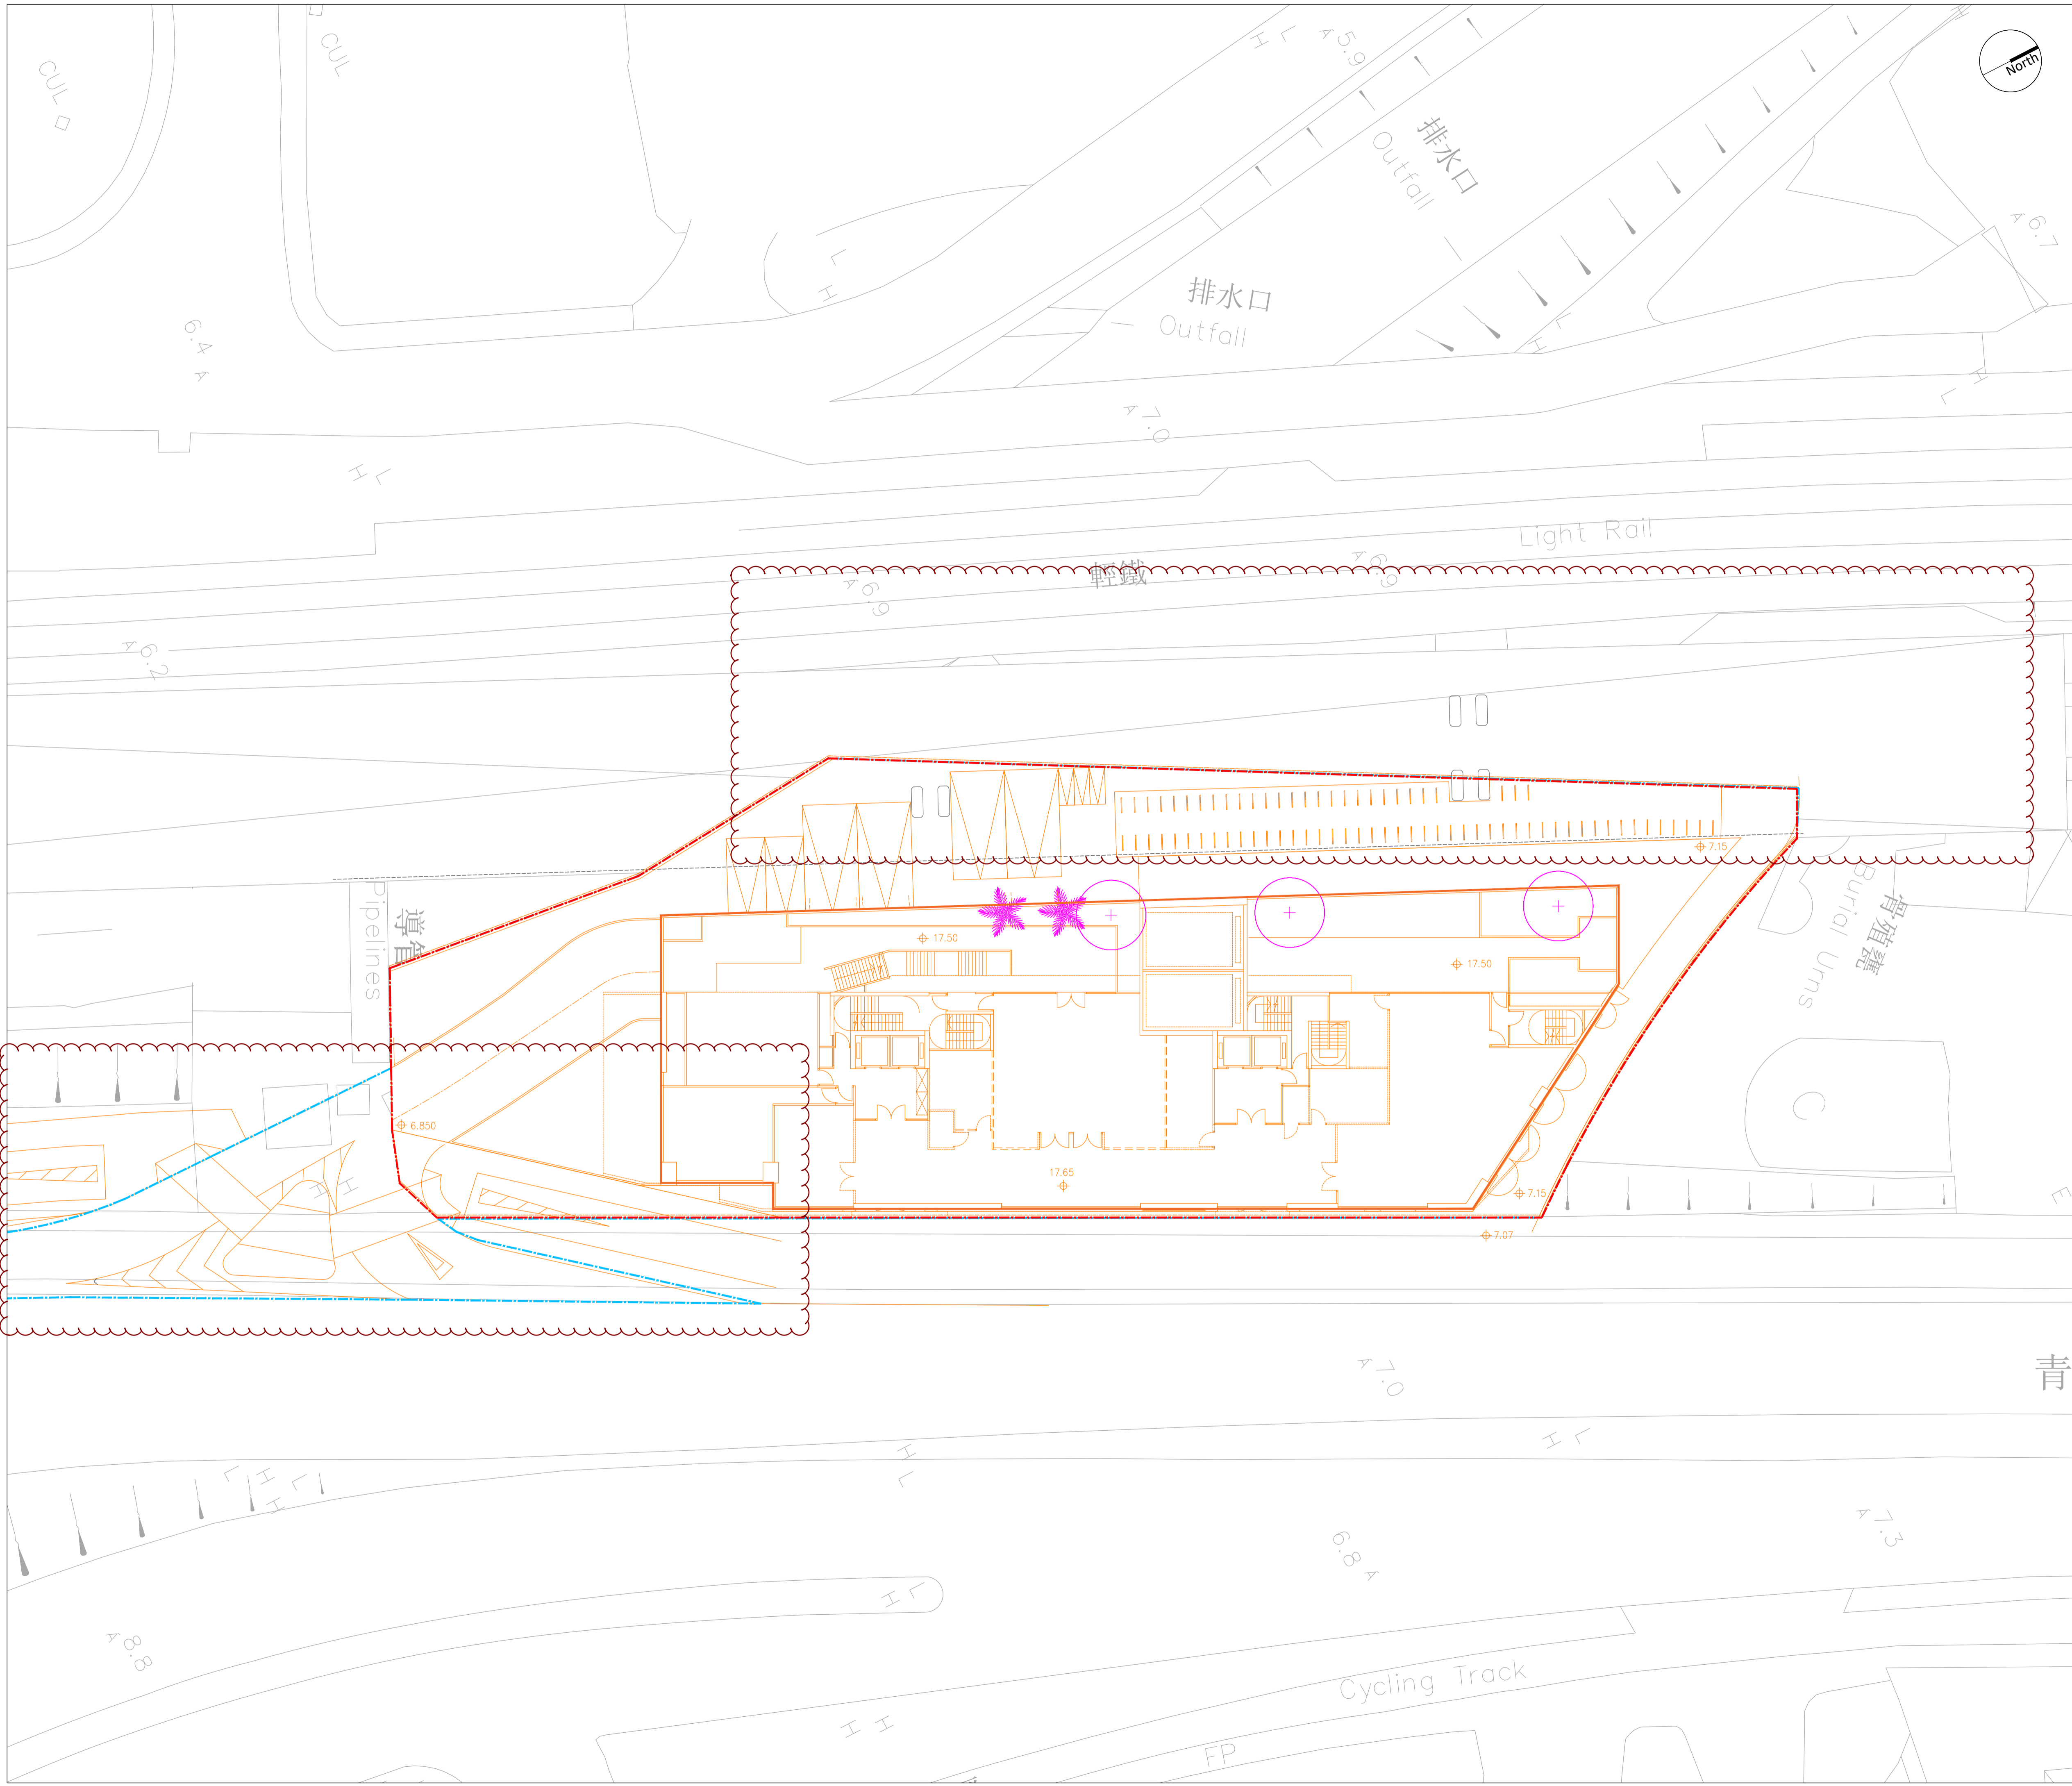 CUL
CUL
H
L
5.9
A
H
North
排水口
Outfall
6.7
A
L
H
排水口
Outfall
6.4
A
H
L
H
L
7.0
A
H
L
Light Rail
6.9
A
輕鐵
6.9
A
6.2
A
導管
Pipelines
7.15
骨殖甕
Burial Urns
17.50
17.50
C
6.850
17.65
7.15
7.07
H
H
青
7.0
A
H
L
H
L
L
H
L
H
7.3
A
6.8
A
H
L
8.8
A
Cycling Track
H
H
FP